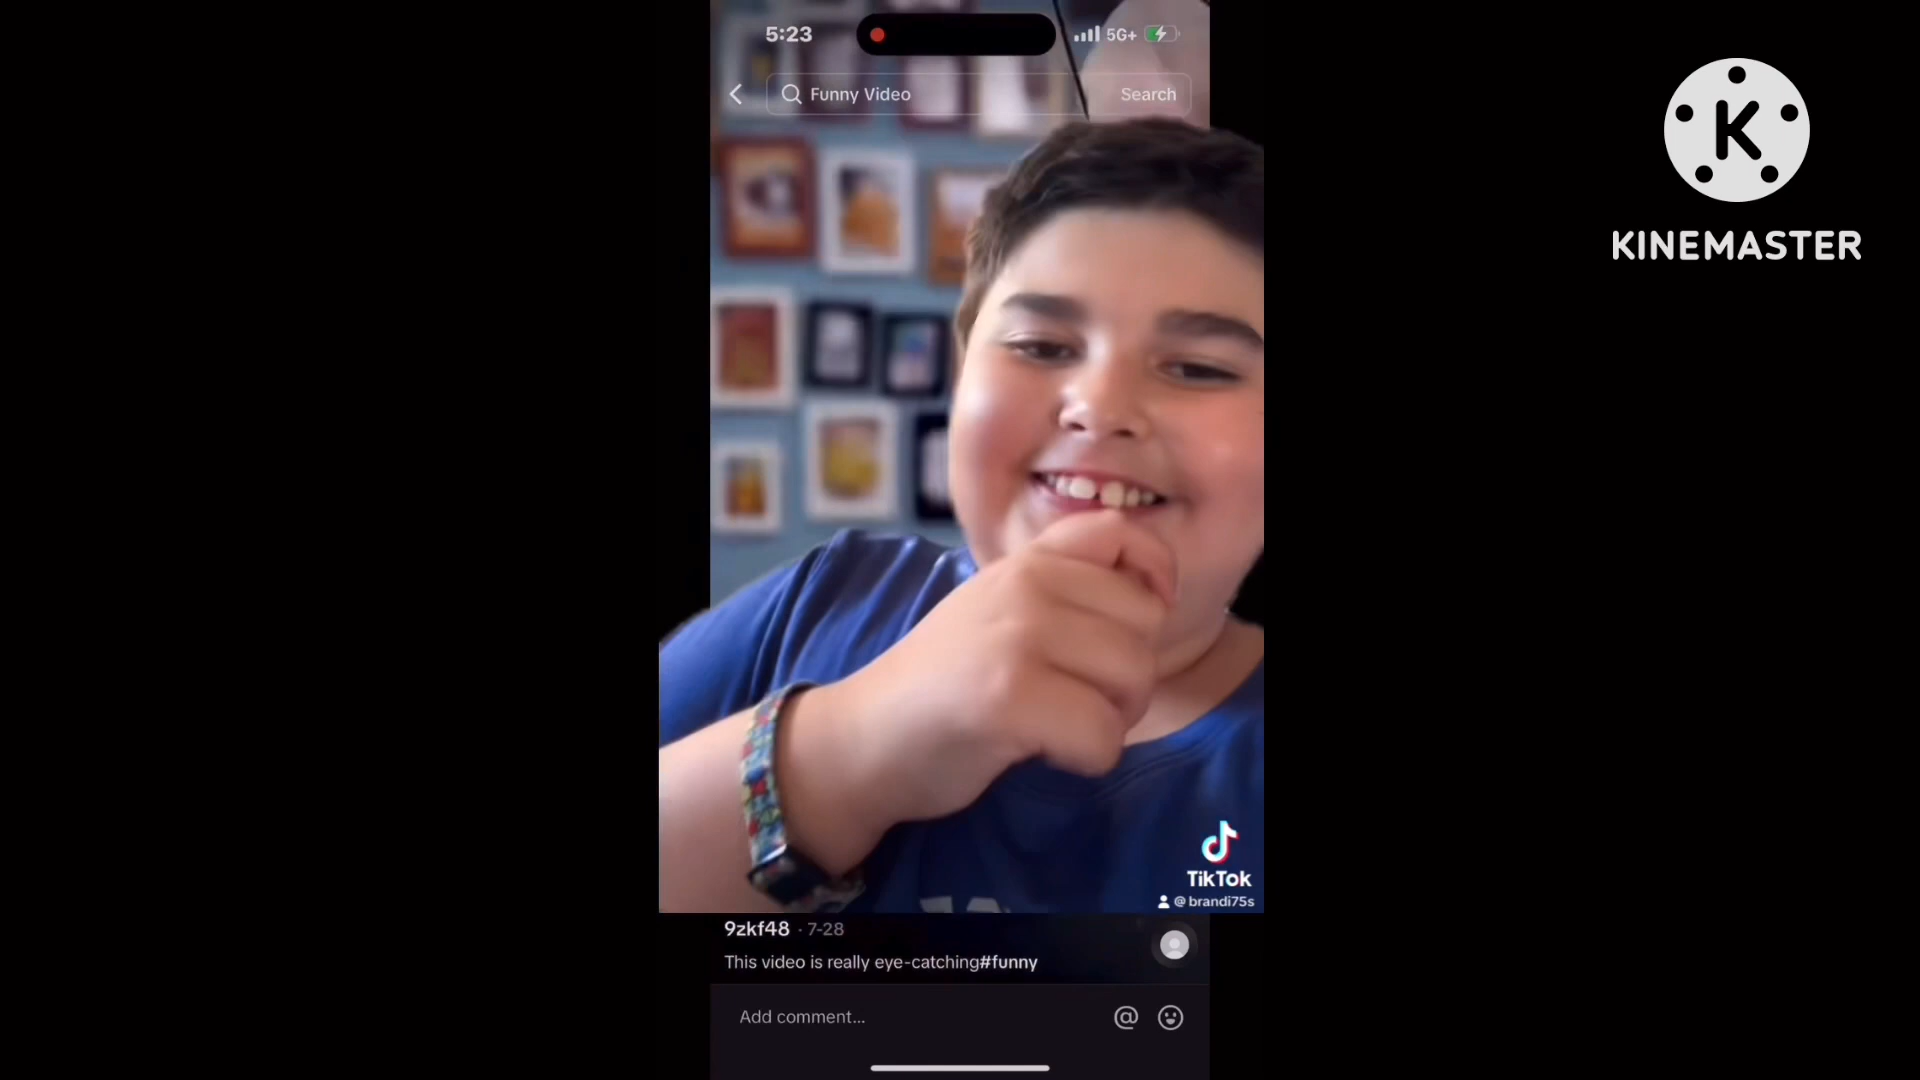 5:23
5G+
Funny Video
Search
K
KINEMASTER
TikTok
@ brandi75s
9zkf48 · 7-28
This video is really eye-catching#funny
Add comment...
@